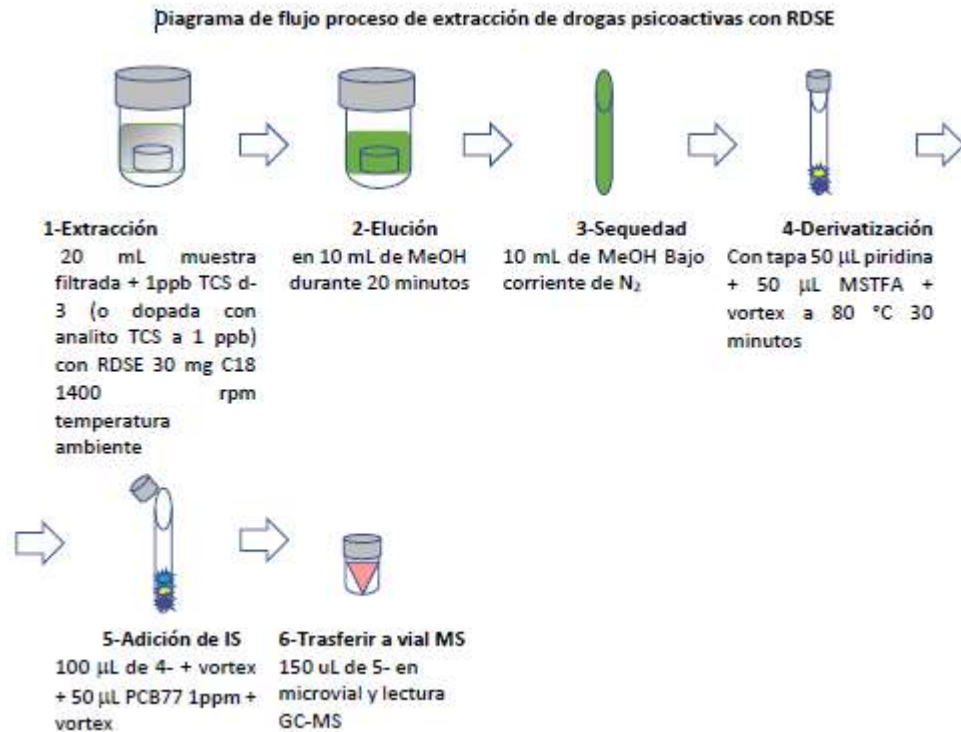 Diagrama de flujo proceso de extracción de drogas psicoactivas con RDSE
1-Extracción
20 mL muestra
filtrada + 1ppb TCS d-
3 (o dopada con
analito TCS a 1 ppb)
con RDSE 30 mg C18
1400 rpm
temperatura
ambiente
2-Elución
en 10 mL de MeOH
durante 20 minutos
3-Sequedad
10 mL de MeOH Bajo
corriente de N₂
4-Derivatización
Con tapa 50 µL piridina
+ 50 µL MSTFA +
vortex a 80 °C 30
minutos
5-Adición de IS
100 µL de 4- + vortex
+ 50 µL PCB77 1ppm +
vortex
6-Trasferir a vial MS
150 uL de 5- en
microvial y lectura
GC-MS